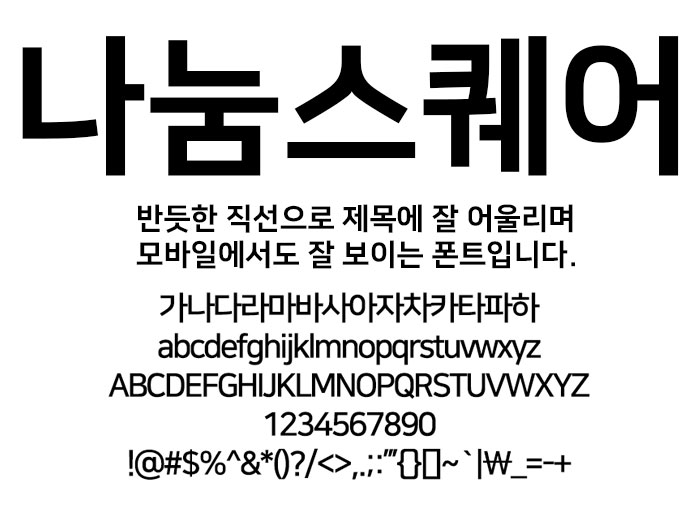 나눔스퀘어
반듯한 직선으로 제목에 잘 어울리며
모바일에서도 잘 보이는 폰트입니다.
가나다라마바사아자차카타파하
abcdefghijklmnopqrstuvwxyz
ABCDEFGHIJKLMNOPQRSTUVWXYZ
1234567890
!@#$%^&*()?/<>,.;:'"{}[]~`|₩_=-+